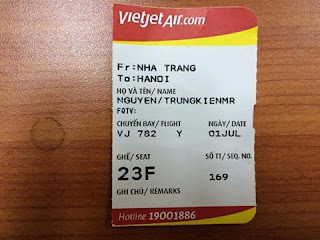 vietjetAir.com
Fr:NHA TRANG
To:HANOI
HỌ VÀ TÊN/ NAME
NGUYEN/TRUNGKIENMR
FQTV:
CHUYẾN BAY/ FLIGHT NGÀY/ DATE
VJ 782 Y 01JUL
GHẾ/ SEAT SỐ TT/ SEQ. NO.
23F 169
GHI CHÚ/ REMARKS
Hotline 19001886